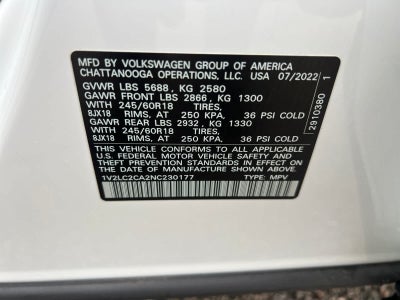 MFD BY VOLKSWAGEN GROUP OF AMERICA
CHATTANOOGA OPERATIONS, LLC. USA 07/2022
GVWR LBS 5688, KG 2580
GAWR FRONT LBS 2866, KG 1300
WITH 245/60R18 TIRES,
8JX18 RIMS, AT 250 KPA, 36 PSI COLD
GAWR REAR LBS 2932, KG 1330
WITH 245/60R18 TIRES,
8JX18 RIMS, AT 250 KPA, 36 PSI COLD
THIS VEHICLE CONFORMS TO ALL APPLICABLE
U.S. FEDERAL MOTOR VEHICLE SAFETY AND THEFT
PREVENTION STANDARDS IN EFFECT ON THE
DATE OF MANUFACTURE SHOWN ABOVE.
1V2LC2CA2NC230177 TYPE: MPV
2910380 1